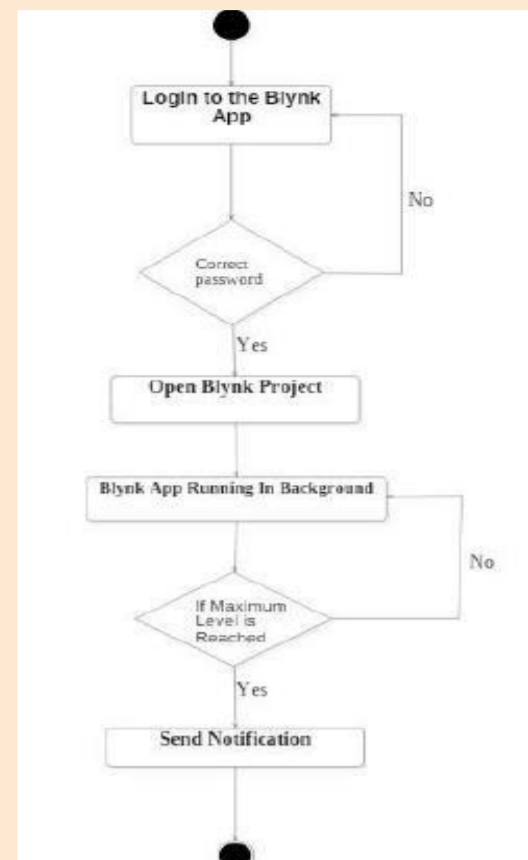 Login to the Blynk
App
No
Correct
password
Yes
Open Blynk Project
Blynk App Running In Background
No
If Maximum
Level is
Reached
Yes
Send Notification